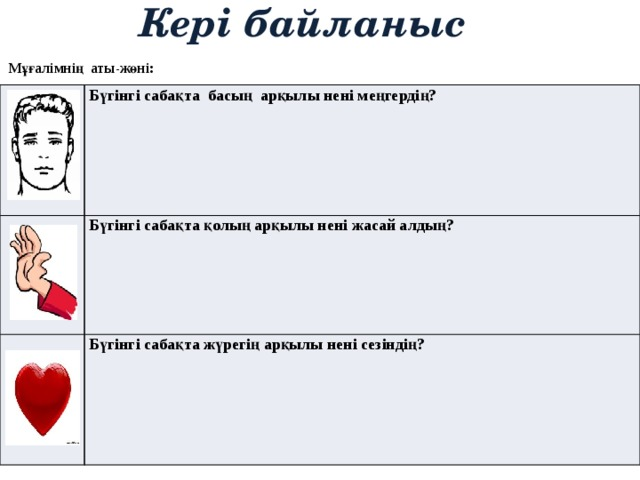 Кері байланыс
Мұғалімнің аты-жөні:
Бүгінгі сабақта басың арқылы нені меңгердің?
Бүгінгі сабақта қолың арқылы нені жасай алдың?
Бүгінгі сабақта жүрегің арқылы нені сезіндің?